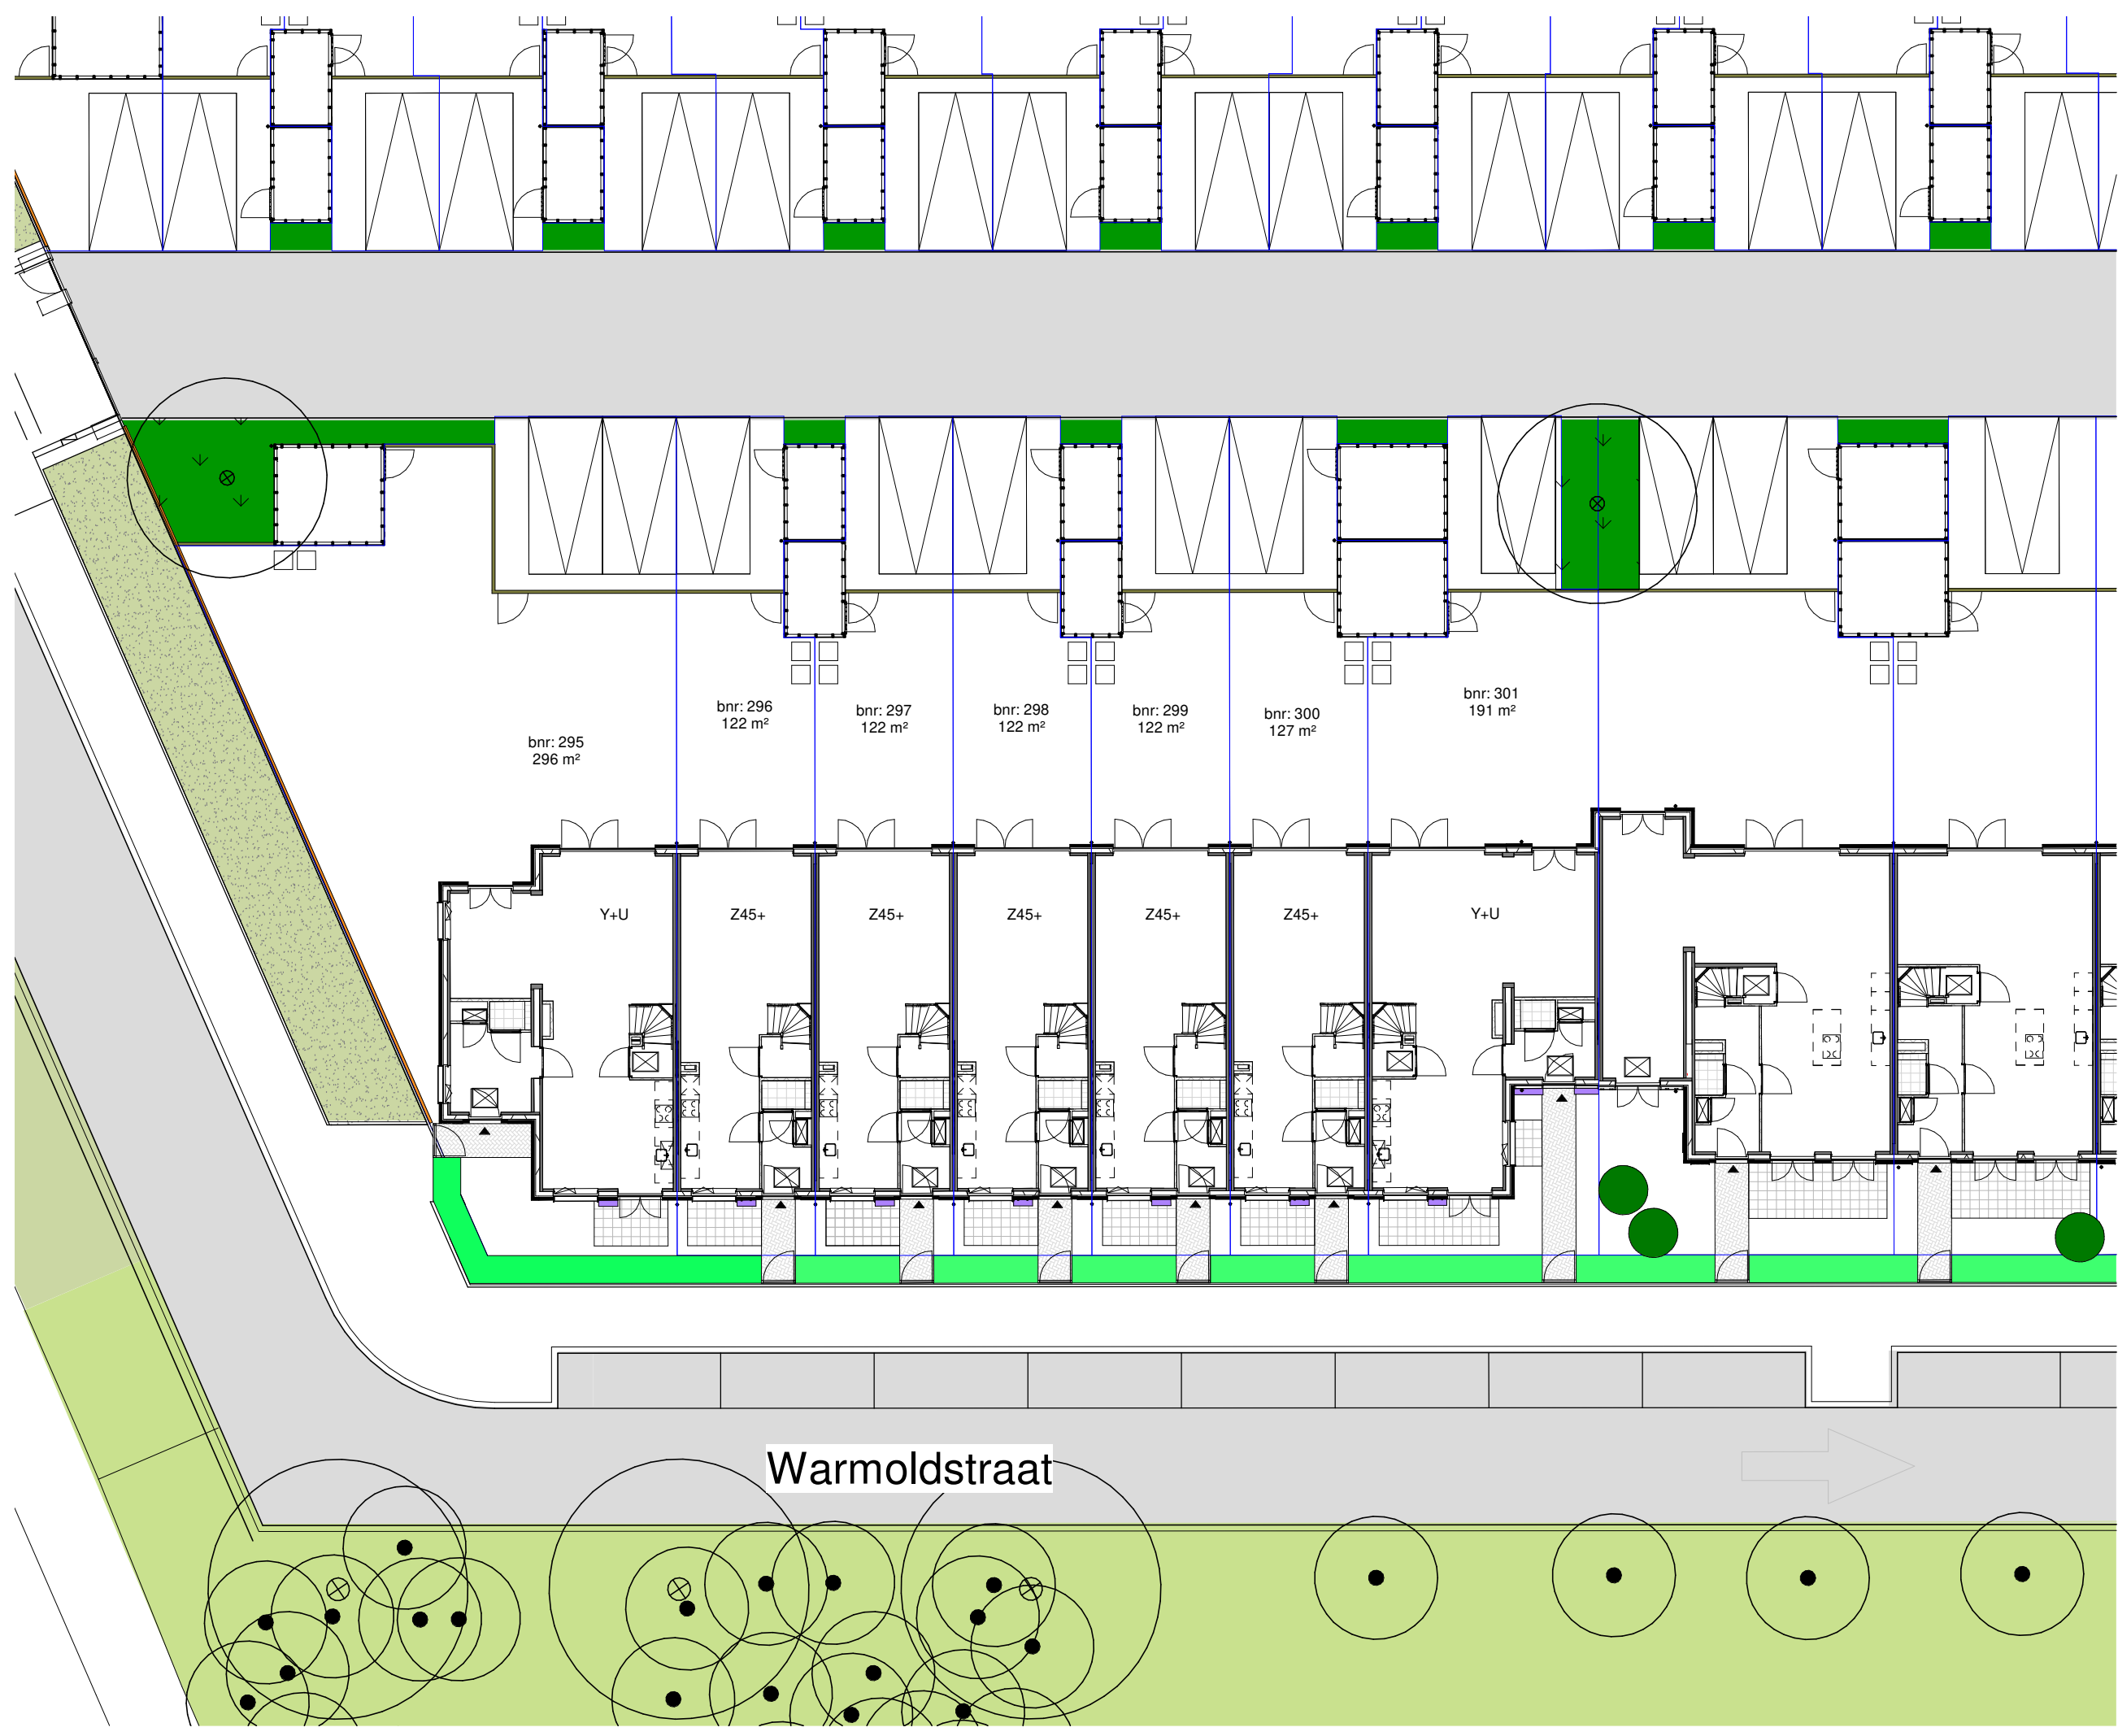 bnr: 301
191 m²
bnr: 296
122 m²
bnr: 297
122 m²
bnr: 298
122 m²
bnr: 299
122 m²
bnr: 300
127 m²
bnr: 295
296 m²
Y+U
Z45+
Z45+
Z45+
Z45+
Z45+
Y+U
Warmoldstraat